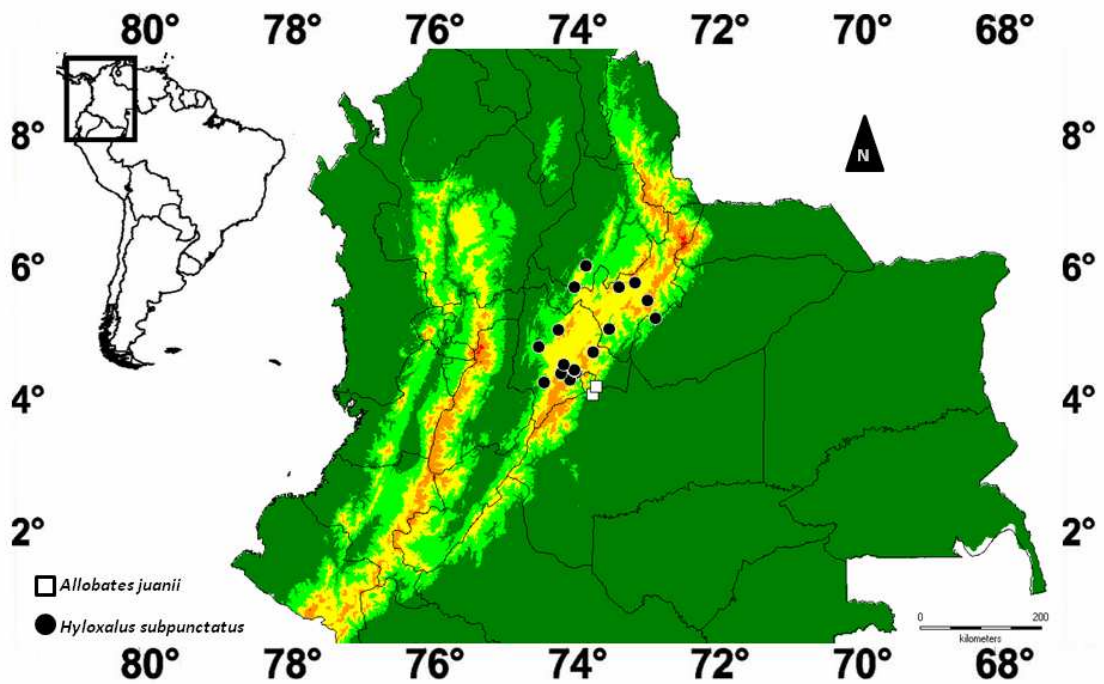 80° 78° 76° 74° 72° 70° 68°
8° 8°
N
6° 6°
4° 4°
2° 2°
Allobates juanii
Hyloxalus subpunctatus
0 200
kilometers
80° 78° 76° 74° 72° 70° 68°